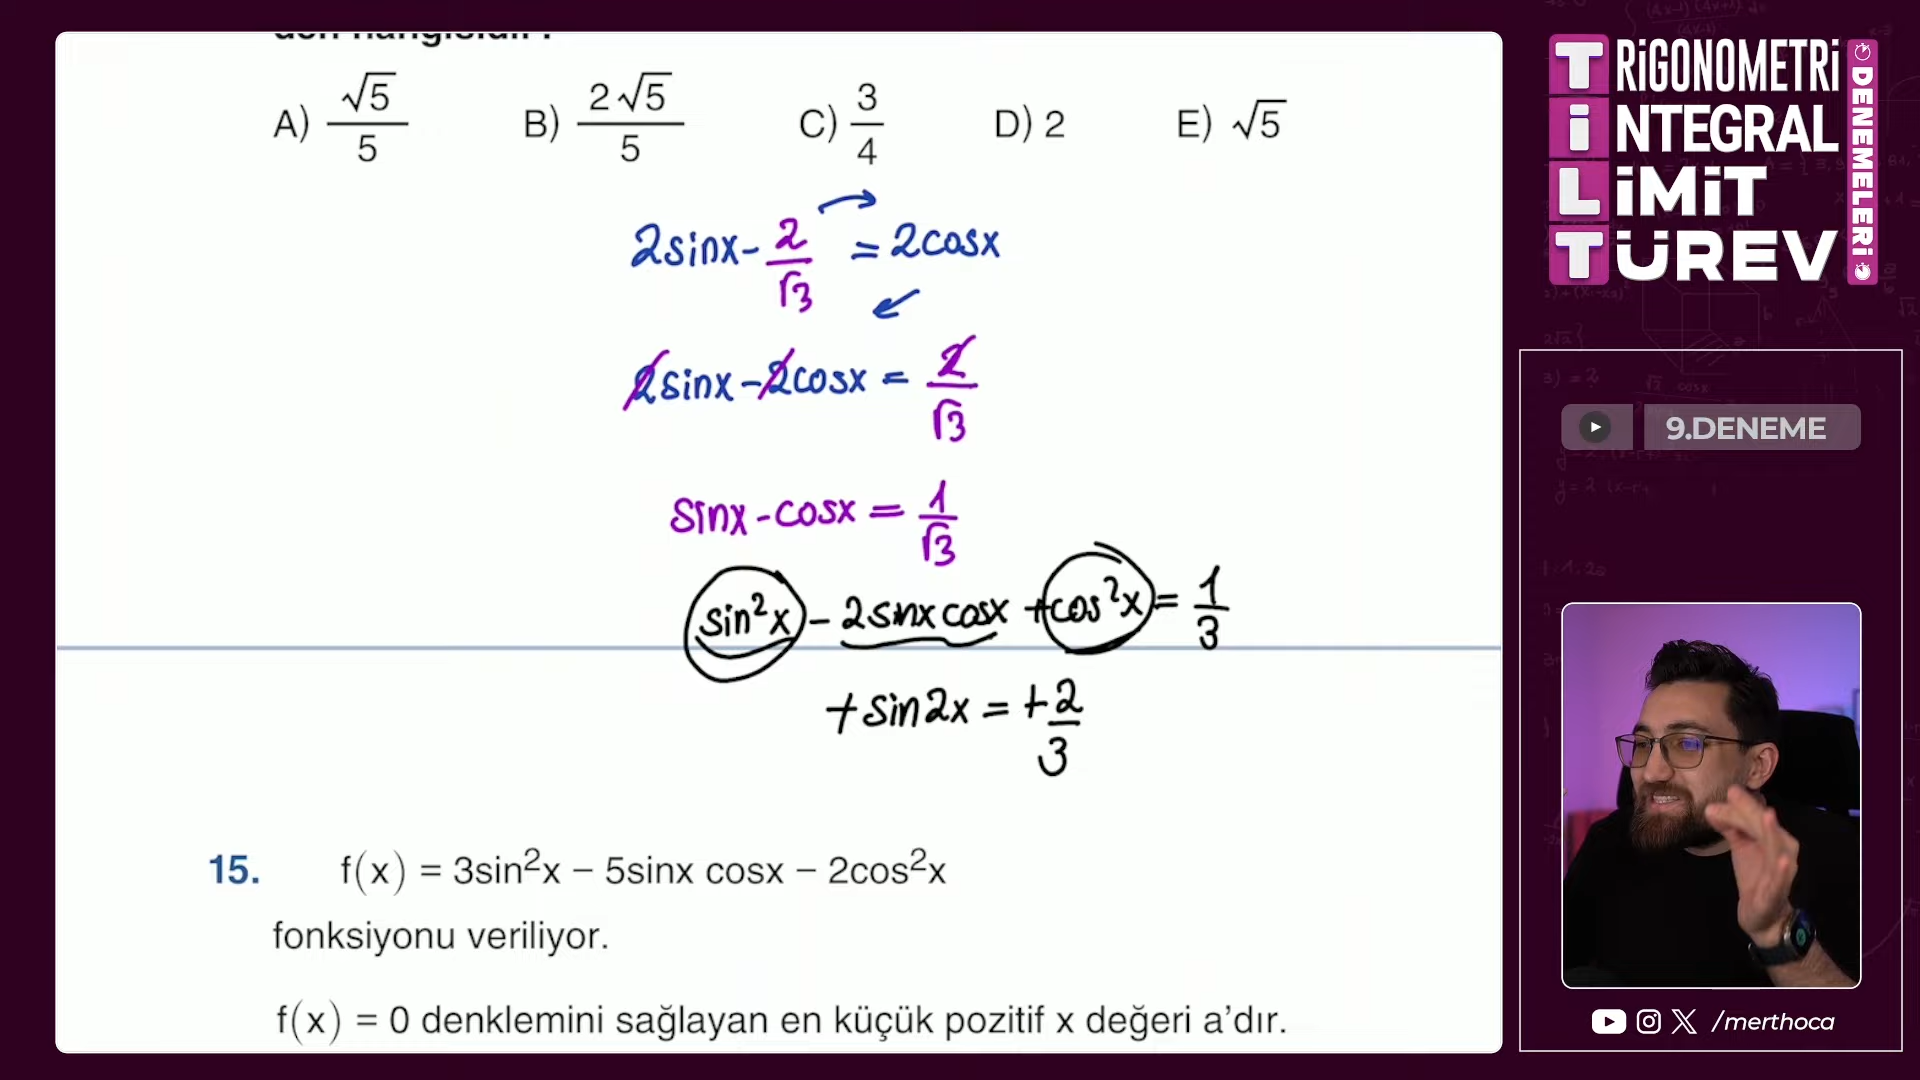 A) √5/5 B) 2√5/5 C) 3/4 D) 2 E) √5
2sinx - 2/√3 = 2cosx
2sinx - 2cosx = 2/√3
sinx - cosx = 1/√3
sin²x - 2sinx cosx + cos²x = 1/3
+sin2x = +2/3
15. f(x) = 3sin²x – 5sinx cosx – 2cos²x
fonksiyonu veriliyor.
f(x) = 0 denklemini sağlayan en küçük pozitif x değeri a’dır.
TRiGONOMETRi
iNTEGRAL
LiMiT
TÜREV
DENEMELERi
9.DENEME
/merthoca